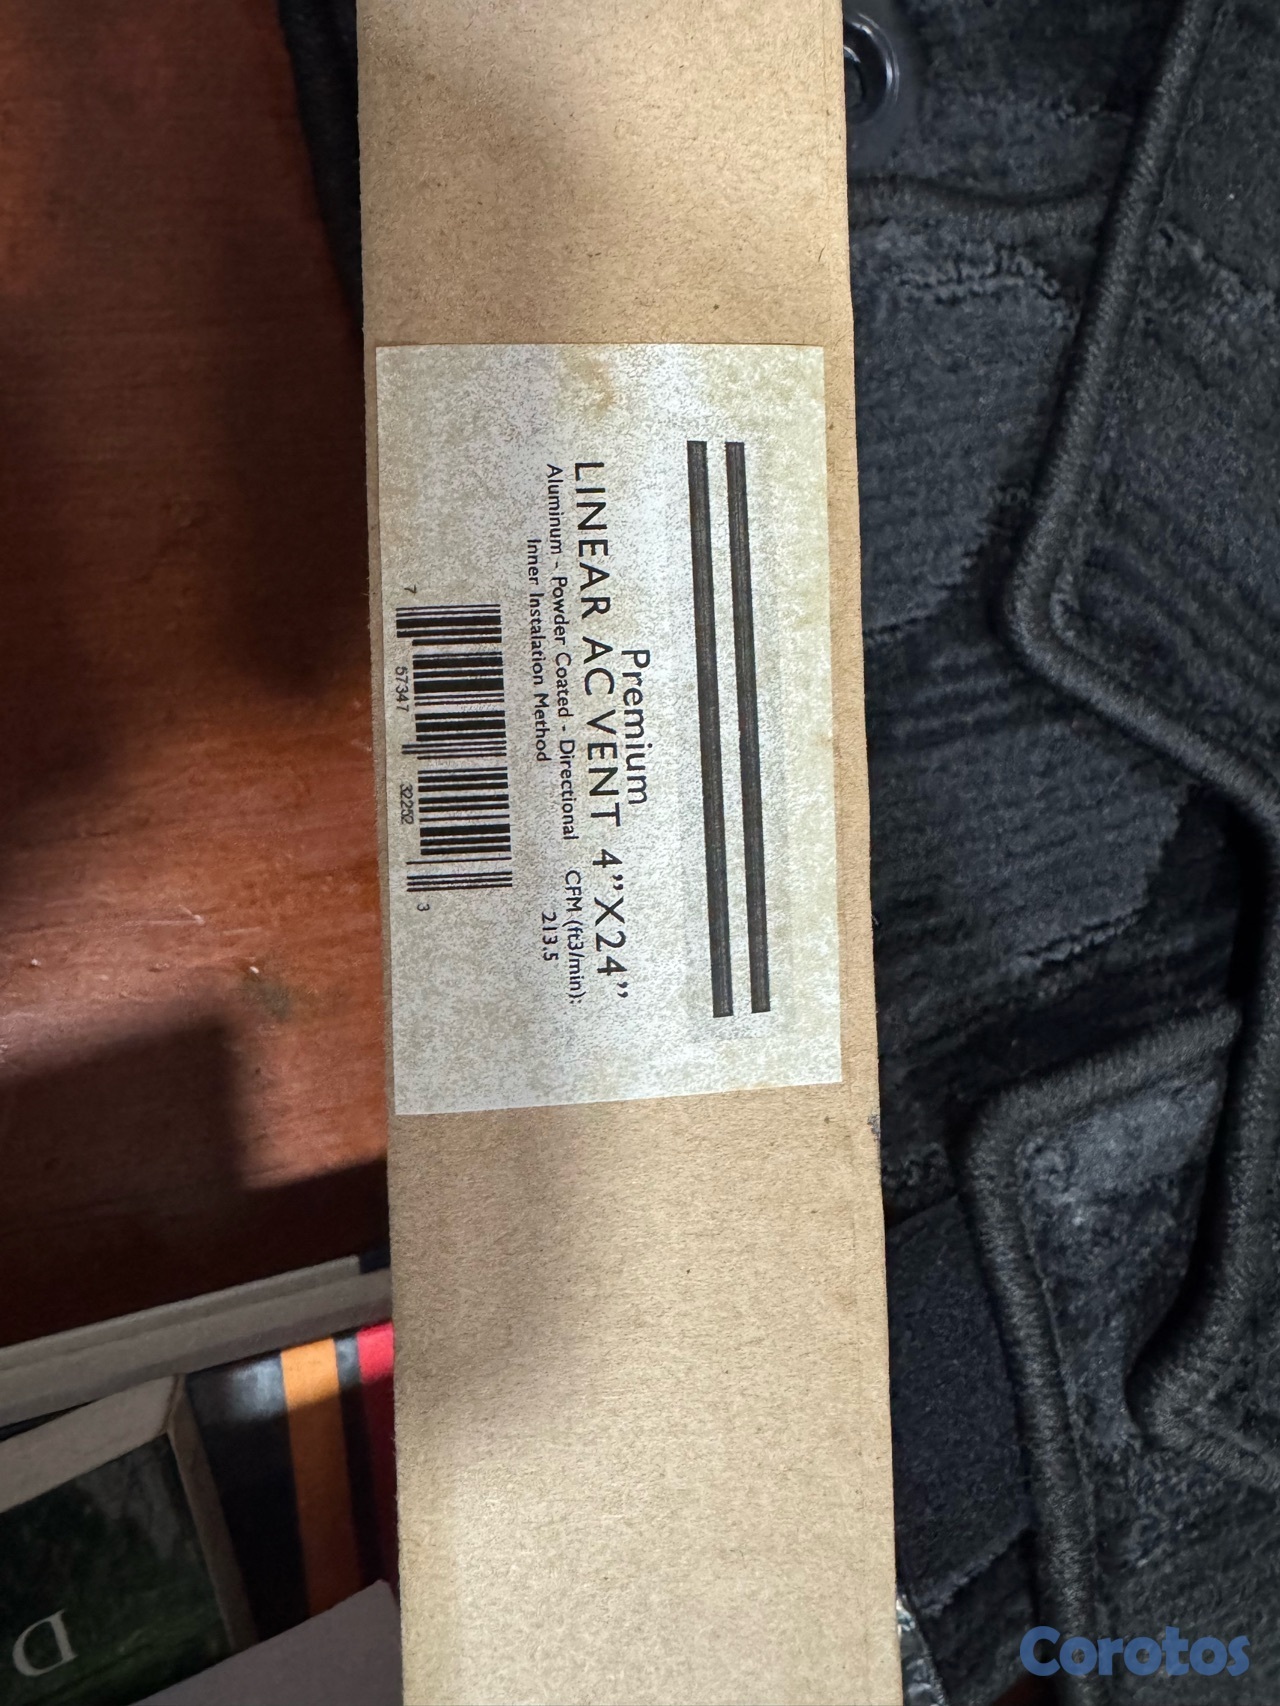 Premium
LINEAR AC VENT 4”X24”
Aluminum - Powder Coated - Directional
Inner Instalation Method
CFM (ft3/min):
213.5
7 57347 32252 3
D
Corotos